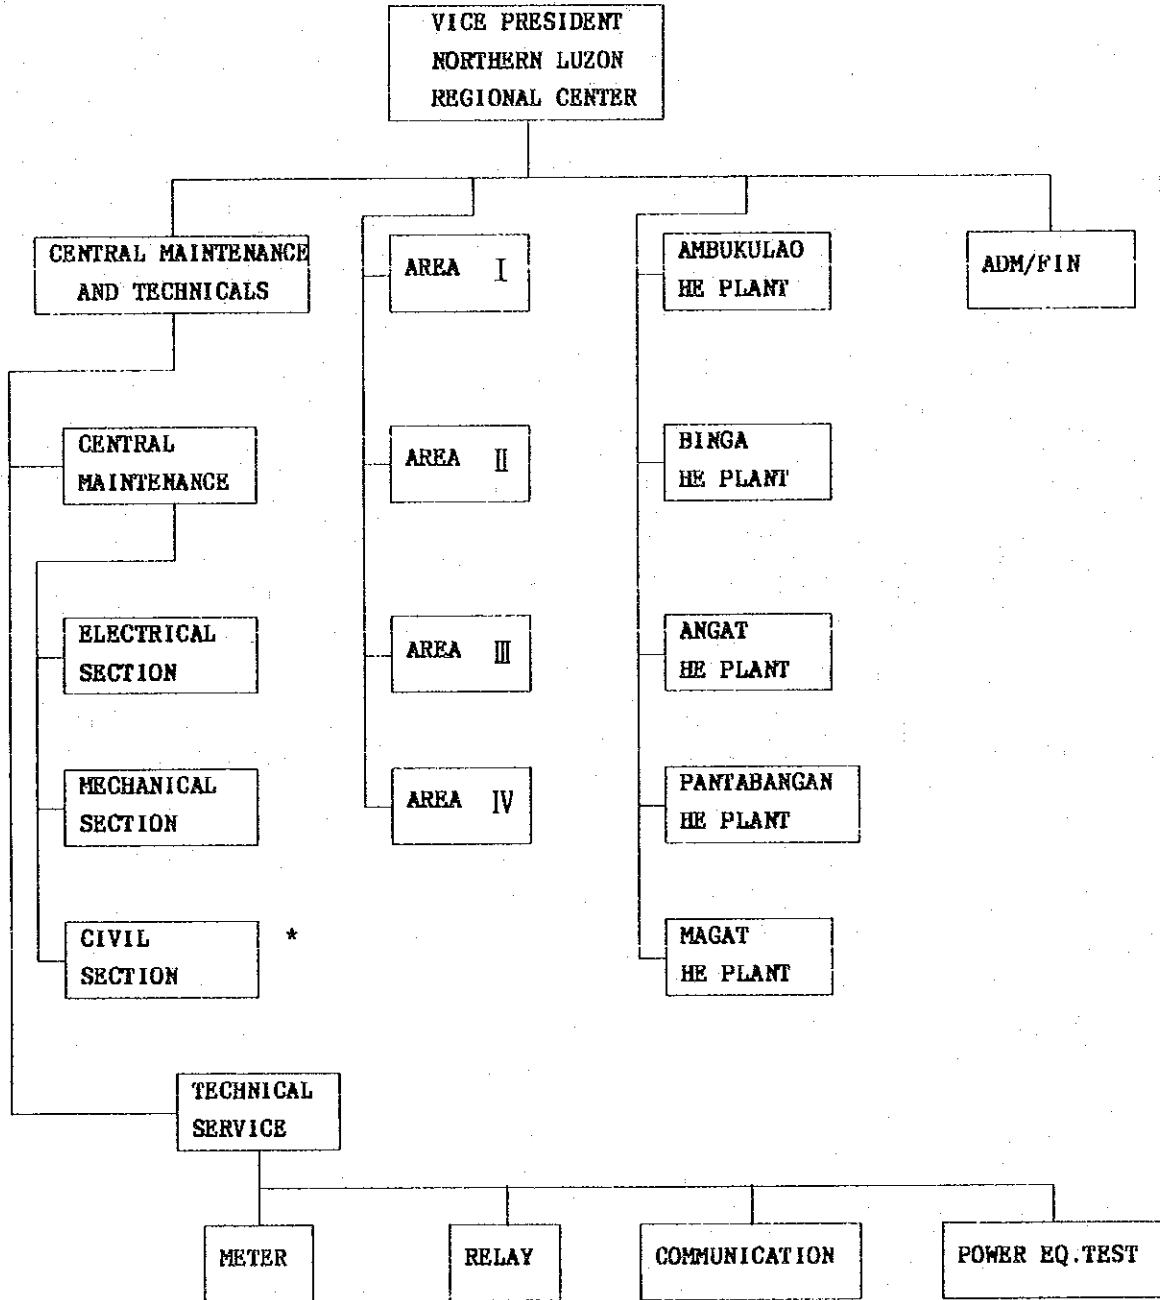 VICE PRESIDENT
NORTHERN LUZON
REGIONAL CENTER
CENTRAL MAINTENANCE
AND TECHNICALS
AREA I
AMBUKULAO
HE PLANT
ADM/FIN
CENTRAL
MAINTENANCE
AREA II
BINGA
HE PLANT
ELECTRICAL
SECTION
AREA III
ANGAT
HE PLANT
MECHANICAL
SECTION
AREA IV
PANTABANGAN
HE PLANT
CIVIL
SECTION
*
MAGAT
HE PLANT
TECHNICAL
SERVICE
METER
RELAY
COMMUNICATION
POWER EQ.TEST